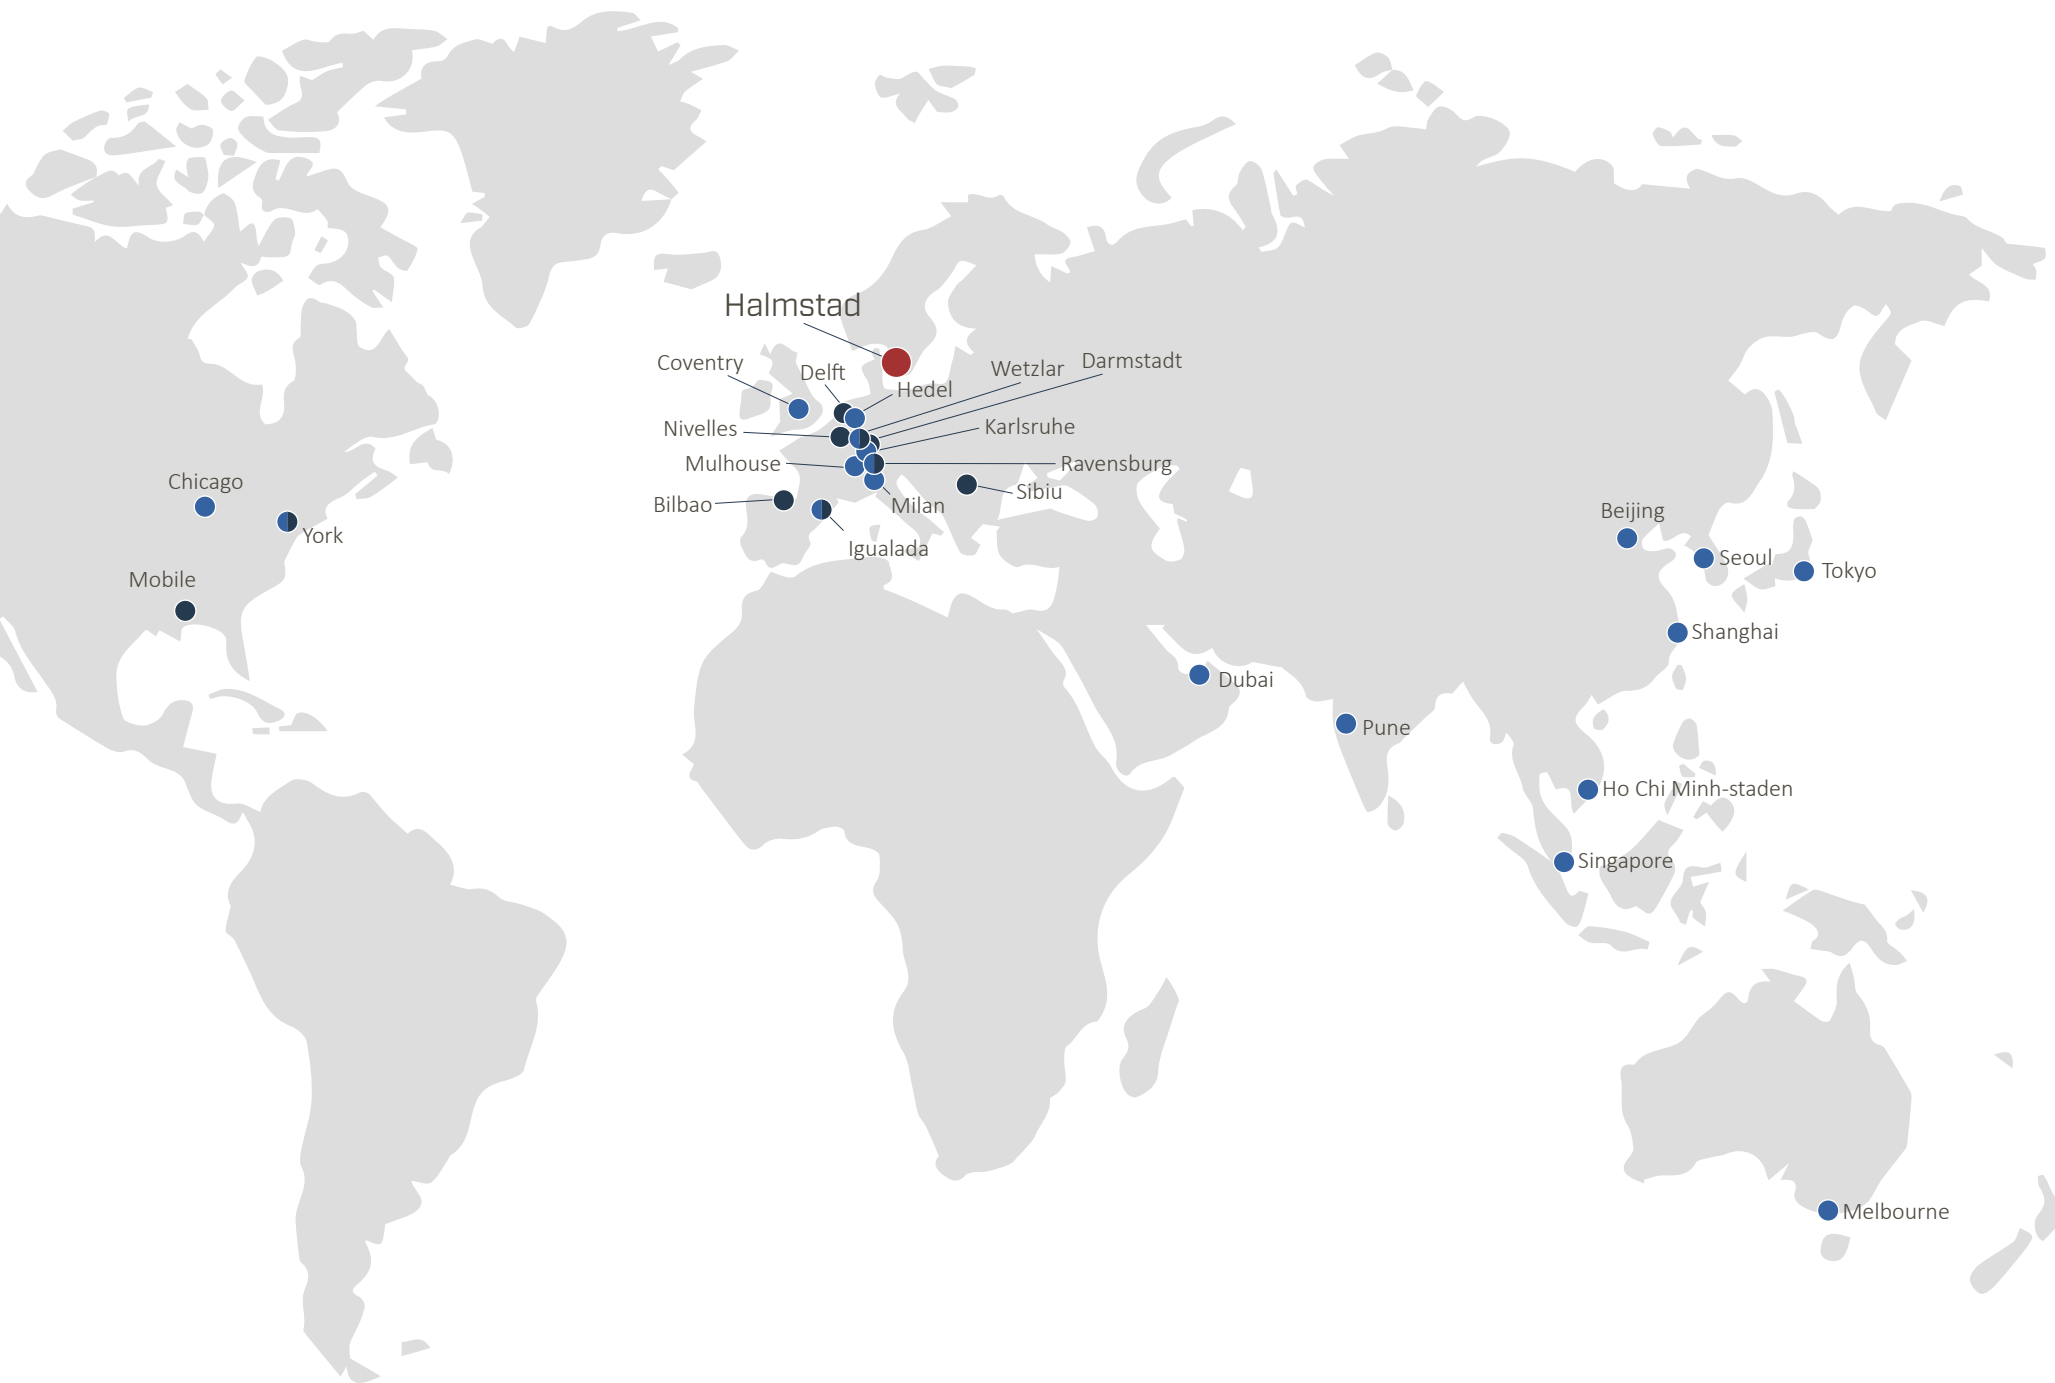 Halmstad
Coventry
Delft
Wetzlar
Darmstadt
Hedel
Nivelles
Karlsruhe
Mulhouse
Ravensburg
Sibiu
Bilbao
Milan
Igualada
Chicago
York
Mobile
Beijing
Seoul
Tokyo
Shanghai
Dubai
Pune
Ho Chi Minh-staden
Singapore
Melbourne